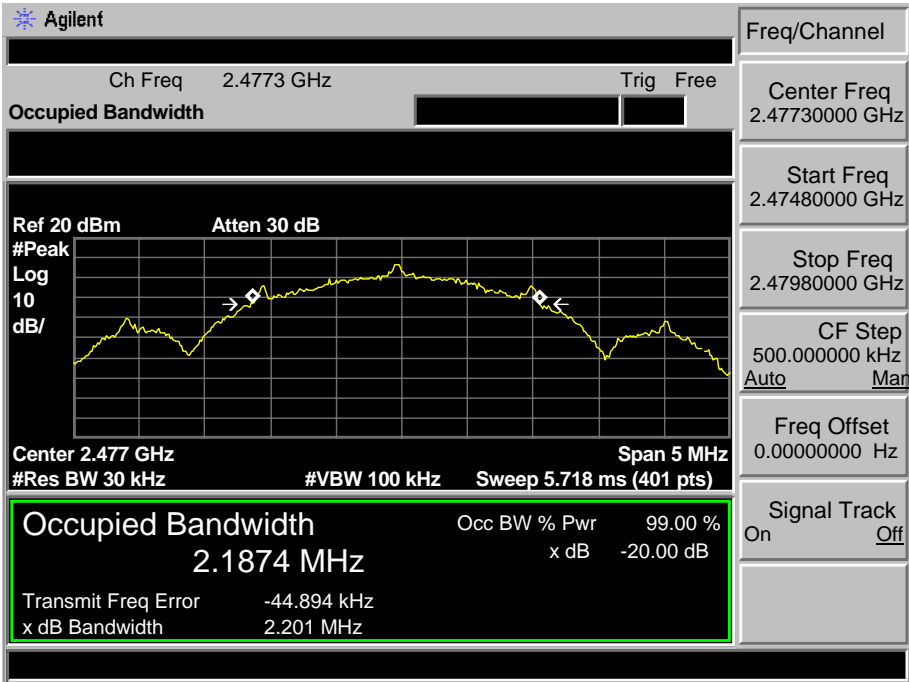 Agilent
Freq/Channel
Ch Freq 2.4773 GHz Trig Free
Occupied Bandwidth
Center Freq
2.47730000 GHz
Start Freq
2.47480000 GHz
Stop Freq
2.47980000 GHz
CF Step
500.000000 kHz
Auto Man
Freq Offset
0.00000000 Hz
Signal Track
On Off
Ref 20 dBm Atten 30 dB
#Peak
Log
10
dB/
Center 2.477 GHz Span 5 MHz
#Res BW 30 kHz #VBW 100 kHz Sweep 5.718 ms (401 pts)
Occupied Bandwidth
2.1874 MHz
Occ BW % Pwr 99.00 %
x dB -20.00 dB
Transmit Freq Error -44.894 kHz
x dB Bandwidth 2.201 MHz